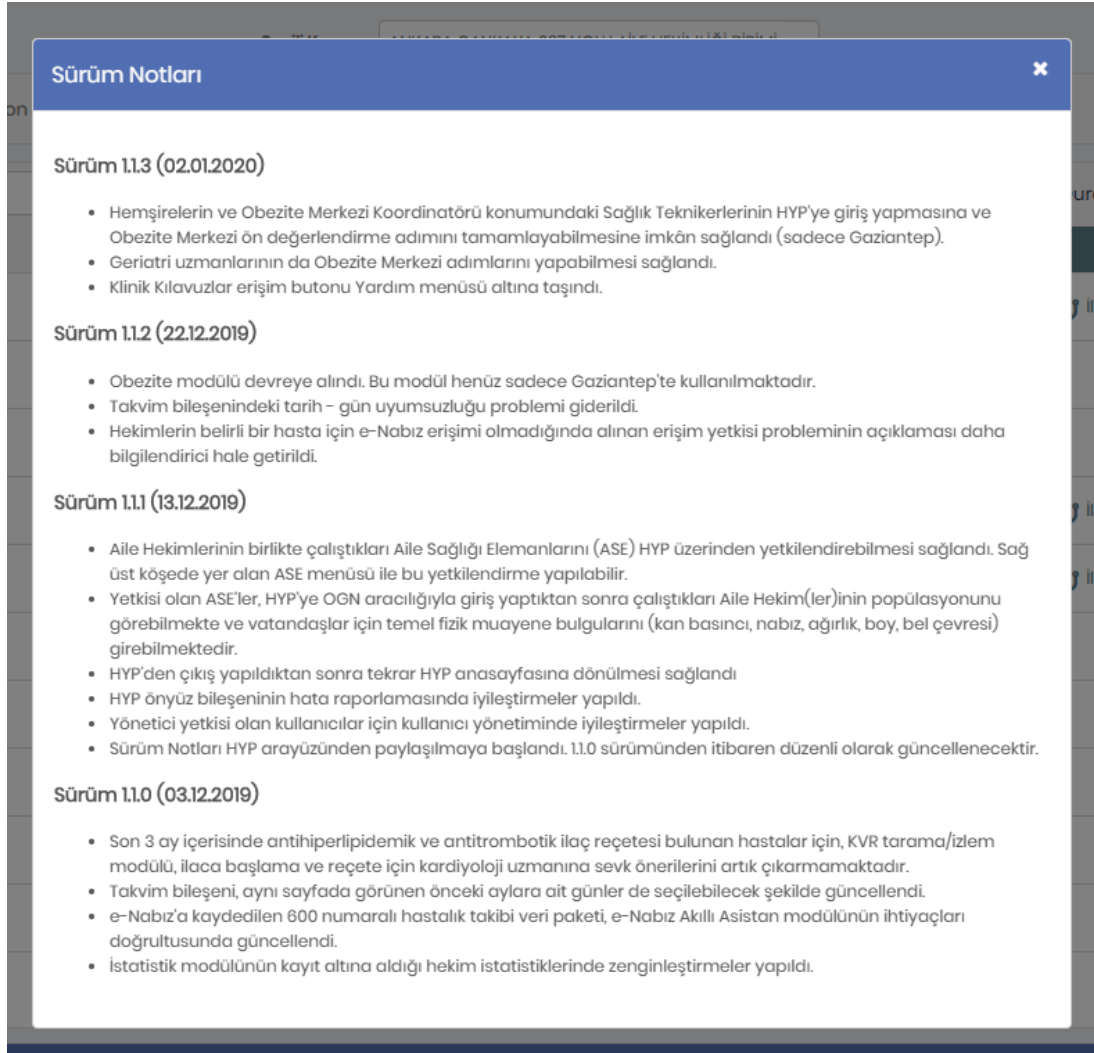 Sürüm Notları
Sürüm 1.1.3 (02.01.2020)
• Hemşirelerin ve Obezite Merkezi Koordinatörü konumundaki Sağlık Teknikerlerinin HYP'ye giriş yapmasına ve
Obezite Merkezi ön değerlendirme adımını tamamlayabilmesine imkân sağlandı (sadece Gaziantep).
• Geriatri uzmanlarının da Obezite Merkezi adımlarını yapabilmesi sağlandı.
• Klinik Kılavuzlar erişim butonu Yardım menüsü altına taşındı.
Sürüm 1.1.2 (22.12.2019)
• Obezite modülü devreye alındı. Bu modül henüz sadece Gaziantep'te kullanılmaktadır.
• Takvim bileşenindeki tarih - gün uyumsuzluğu problemi giderildi.
• Hekimlerin belirli bir hasta için e-Nabız erişimi olmadığında alınan erişim yetkisi probleminin açıklaması daha
bilgilendirici hale getirildi.
Sürüm 1.1.1 (13.12.2019)
• Aile Hekimlerinin birlikte çalıştıkları Aile Sağlığı Elemanlarını (ASE) HYP üzerinden yetkilendirebilmesi sağlandı. Sağ
üst köşede yer alan ASE menüsü ile bu yetkilendirme yapılabilir.
• Yetkisi olan ASE'ler, HYP'ye OGN aracılığıyla giriş yaptıktan sonra çalıştıkları Aile Hekim(ler)inin popülasyonunu
görebilmekte ve vatandaşlar için temel fizik muayene bulgularını (kan basıncı, nabız, ağırlık, boy, bel çevresi)
girebilmektedir.
• HYP'den çıkış yapıldıktan sonra tekrar HYP anasayfasına dönülmesi sağlandı
• HYP önyüz bileşeninin hata raporlamasında iyileştirmeler yapıldı.
• Yönetici yetkisi olan kullanıcılar için kullanıcı yönetiminde iyileştirmeler yapıldı.
• Sürüm Notları HYP arayüzünden paylaşılmaya başlandı. 1.1.0 sürümünden itibaren düzenli olarak güncellenecektir.
Sürüm 1.1.0 (03.12.2019)
• Son 3 ay içerisinde antihiperlipidemik ve antitrombotik ilaç reçetesi bulunan hastalar için, KVR tarama/izlem
modülü, ilaca başlama ve reçete için kardiyoloji uzmanına sevk önerilerini artık çıkarmamaktadır.
• Takvim bileşeni, aynı sayfada görünen önceki aylara ait günler de seçilebilecek şekilde güncellendi.
• e-Nabız'a kaydedilen 600 numaralı hastalık takibi veri paketi, e-Nabız Akıllı Asistan modülünün ihtiyaçları
doğrultusunda güncellendi.
• İstatistik modülünün kayıt altına aldığı hekim istatistiklerinde zenginleştirmeler yapıldı.